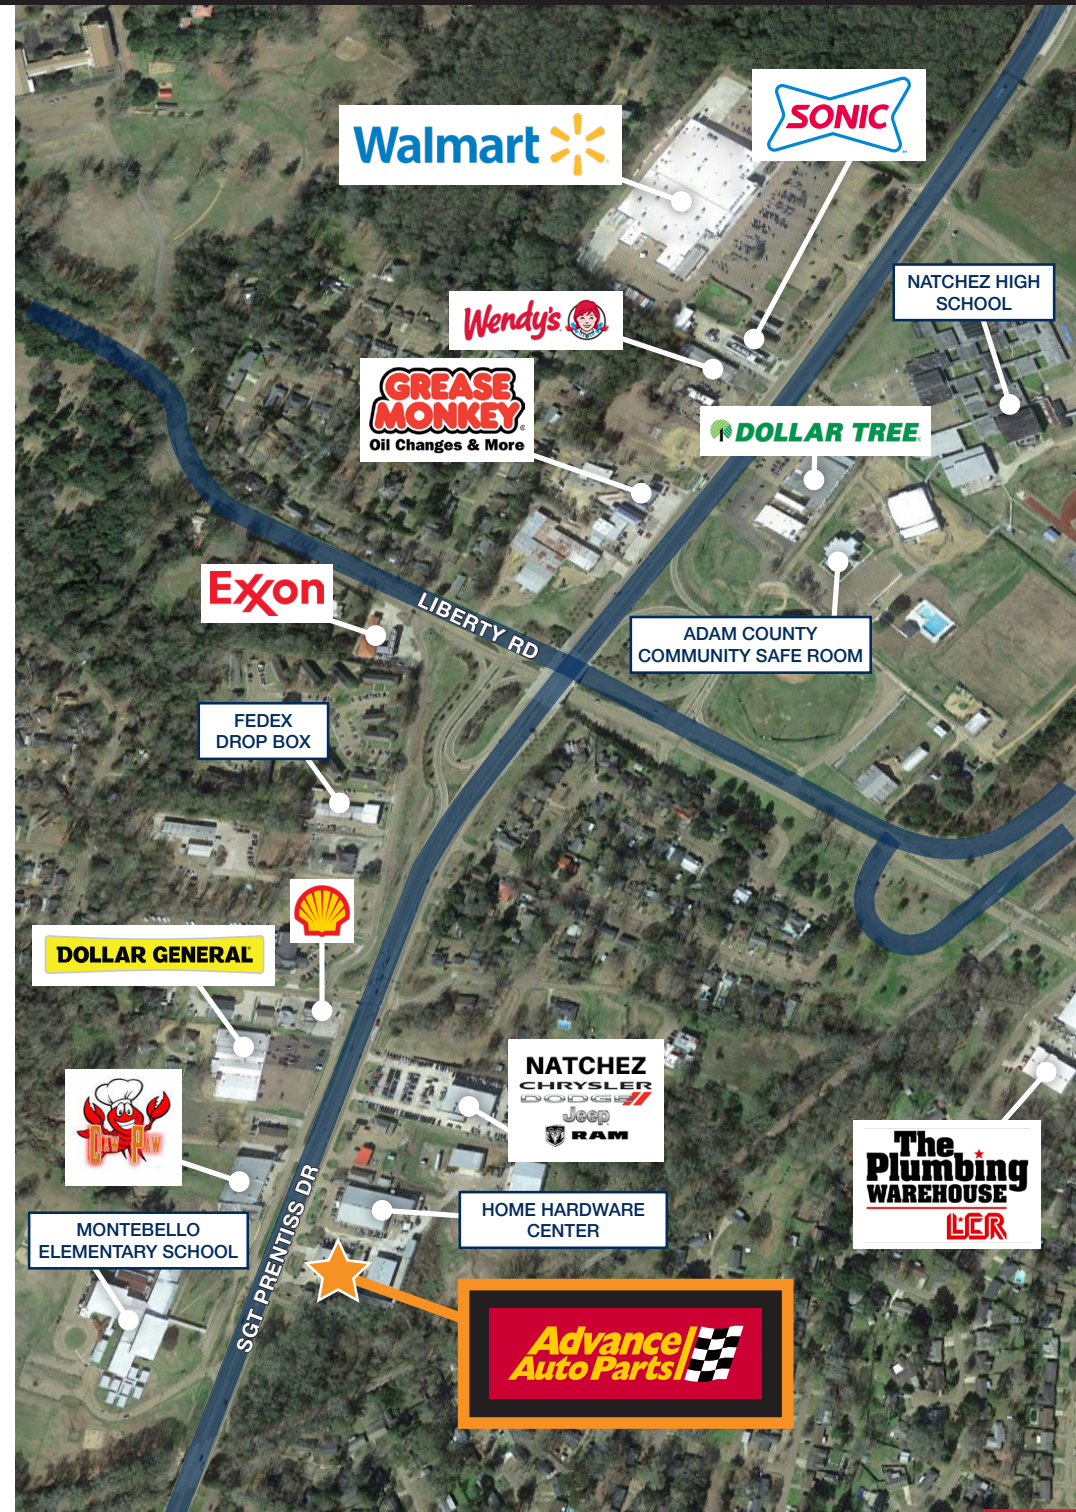 SONIC
Walmart
NATCHEZ HIGH
SCHOOL
Wendy's
GREASE
MONKEY
Oil Changes & More
DOLLAR TREE
Exxon
LIBERTY RD
ADAM COUNTY
COMMUNITY SAFE ROOM
FEDEX
DROP BOX
DOLLAR GENERAL
NATCHEZ
CHRYSLER
DODGE
Jeep
RAM
CLAW PAW
The
Plumbing
WAREHOUSE
LCR
SGT PRENTISS DR
HOME HARDWARE
CENTER
MONTEBELLO
ELEMENTARY SCHOOL
Advance
Auto Parts